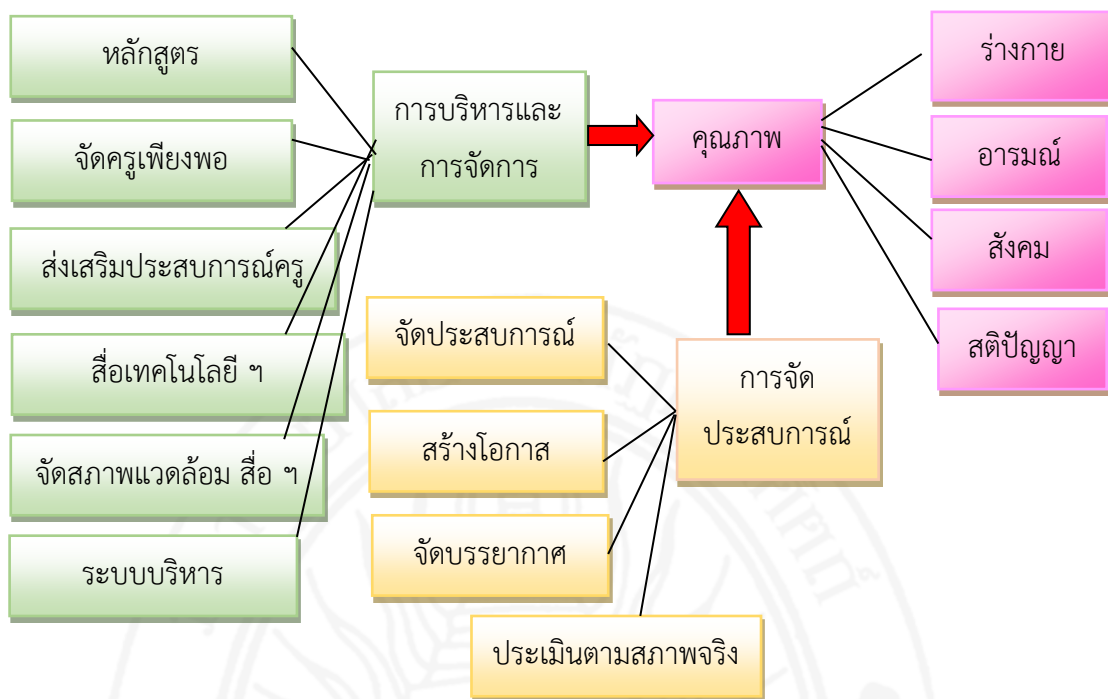 หลักสูตร
จัดครูเพียงพอ
ส่งเสริมประสบการณ์ครู
สื่อเทคโนโลยี ฯ
จัดสภาพแวดล้อม สื่อ ฯ
ระบบบริหาร
การบริหารและ
การจัดการ
คุณภาพ
ร่างกาย
อารมณ์
สังคม
สติปัญญา
จัดประสบการณ์
สร้างโอกาส
จัดบรรยากาศ
ประเมินตามสภาพจริง
การจัด
ประสบการณ์